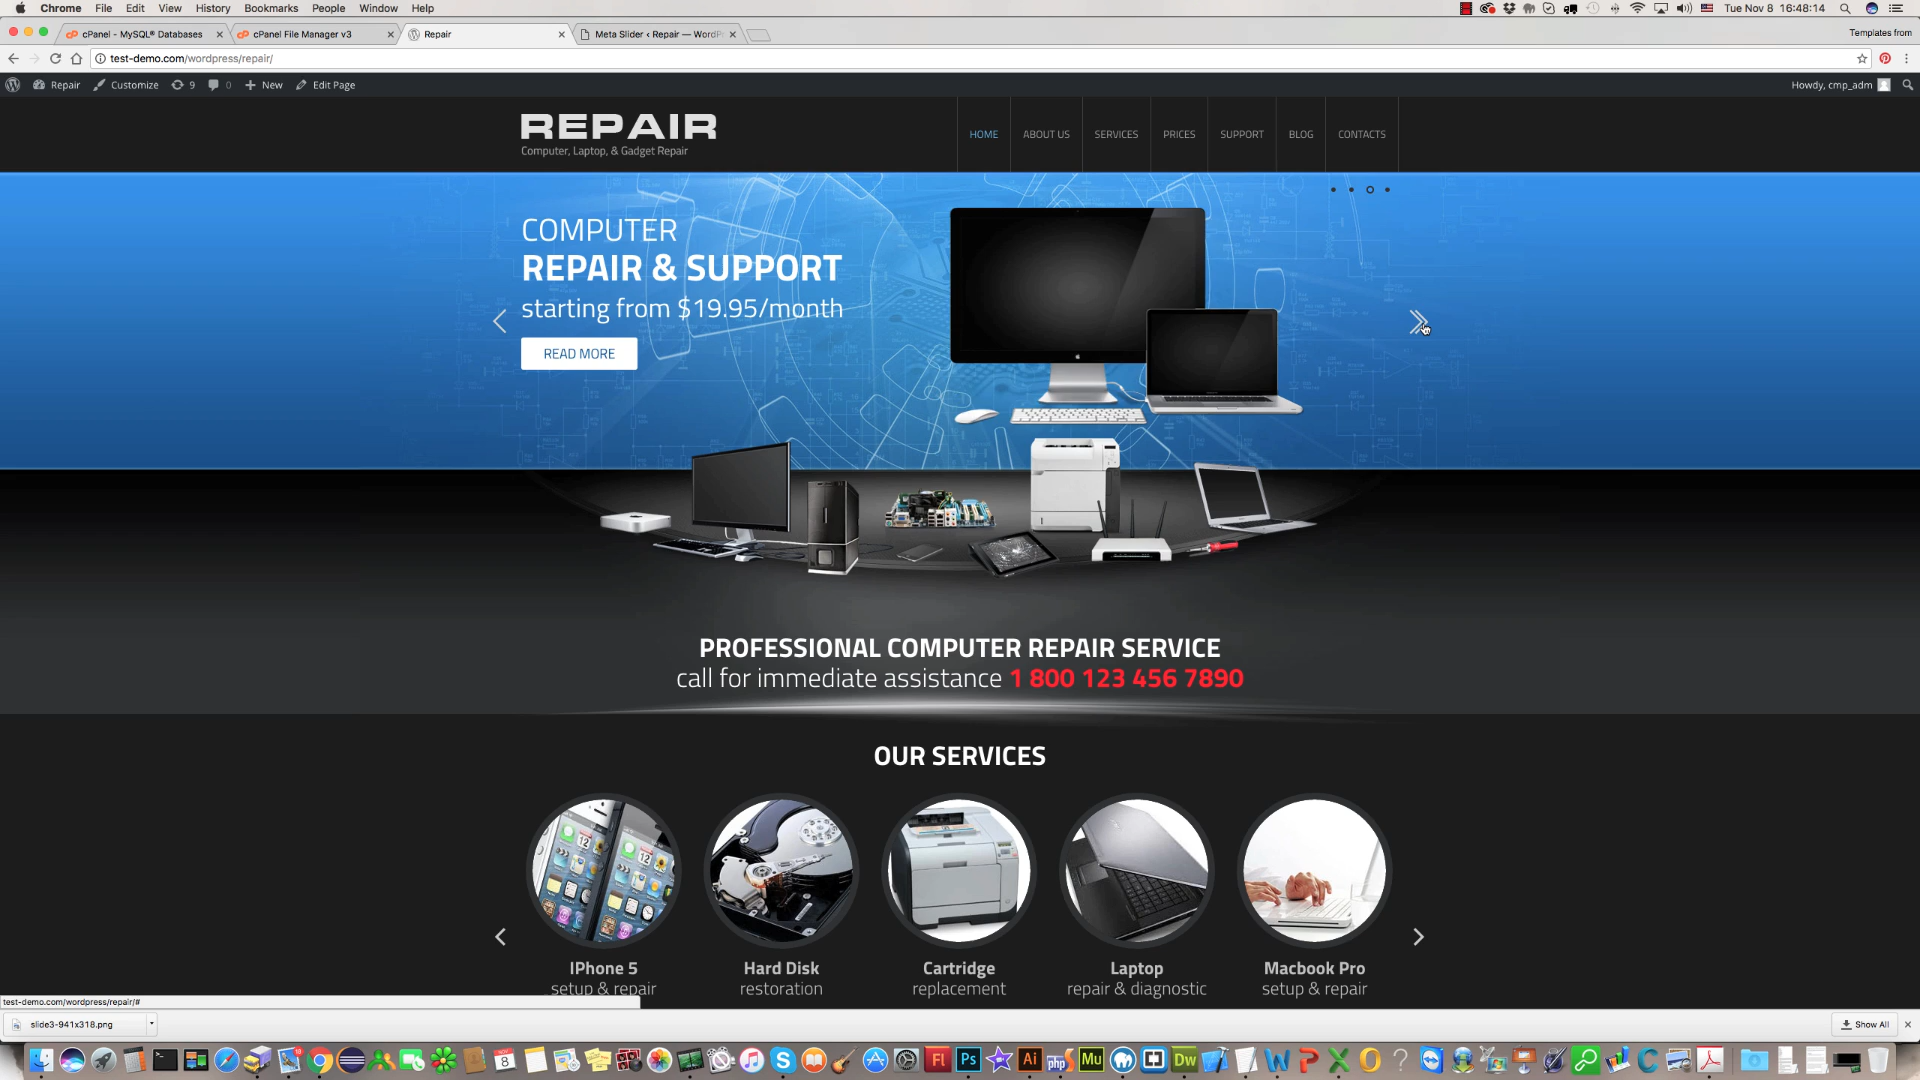 Chrome File Edit View History Bookmarks People Window Help
Tue Nov 8 16:48:14
cPanel - MySQL® Databases
cPanel File Manager v3
Repair
Meta Slider ‹ Repair — WordPr
Templates from
test-demo.com/wordpress/repair/
Repair Customize 9 0 New Edit Page
Howdy, cmp_adm
REPAIR
Computer, Laptop, & Gadget Repair
HOME ABOUT US SERVICES PRICES SUPPORT BLOG CONTACTS
COMPUTER
REPAIR & SUPPORT
starting from $19.95/month
READ MORE
PROFESSIONAL COMPUTER REPAIR SERVICE
call for immediate assistance 1 800 123 456 7890
OUR SERVICES
IPhone 5
setup & repair
Hard Disk
restoration
Cartridge
replacement
Laptop
repair & diagnostic
Macbook Pro
setup & repair
test-demo.com/wordpress/repair/#
slide3-941x318.png
Show All